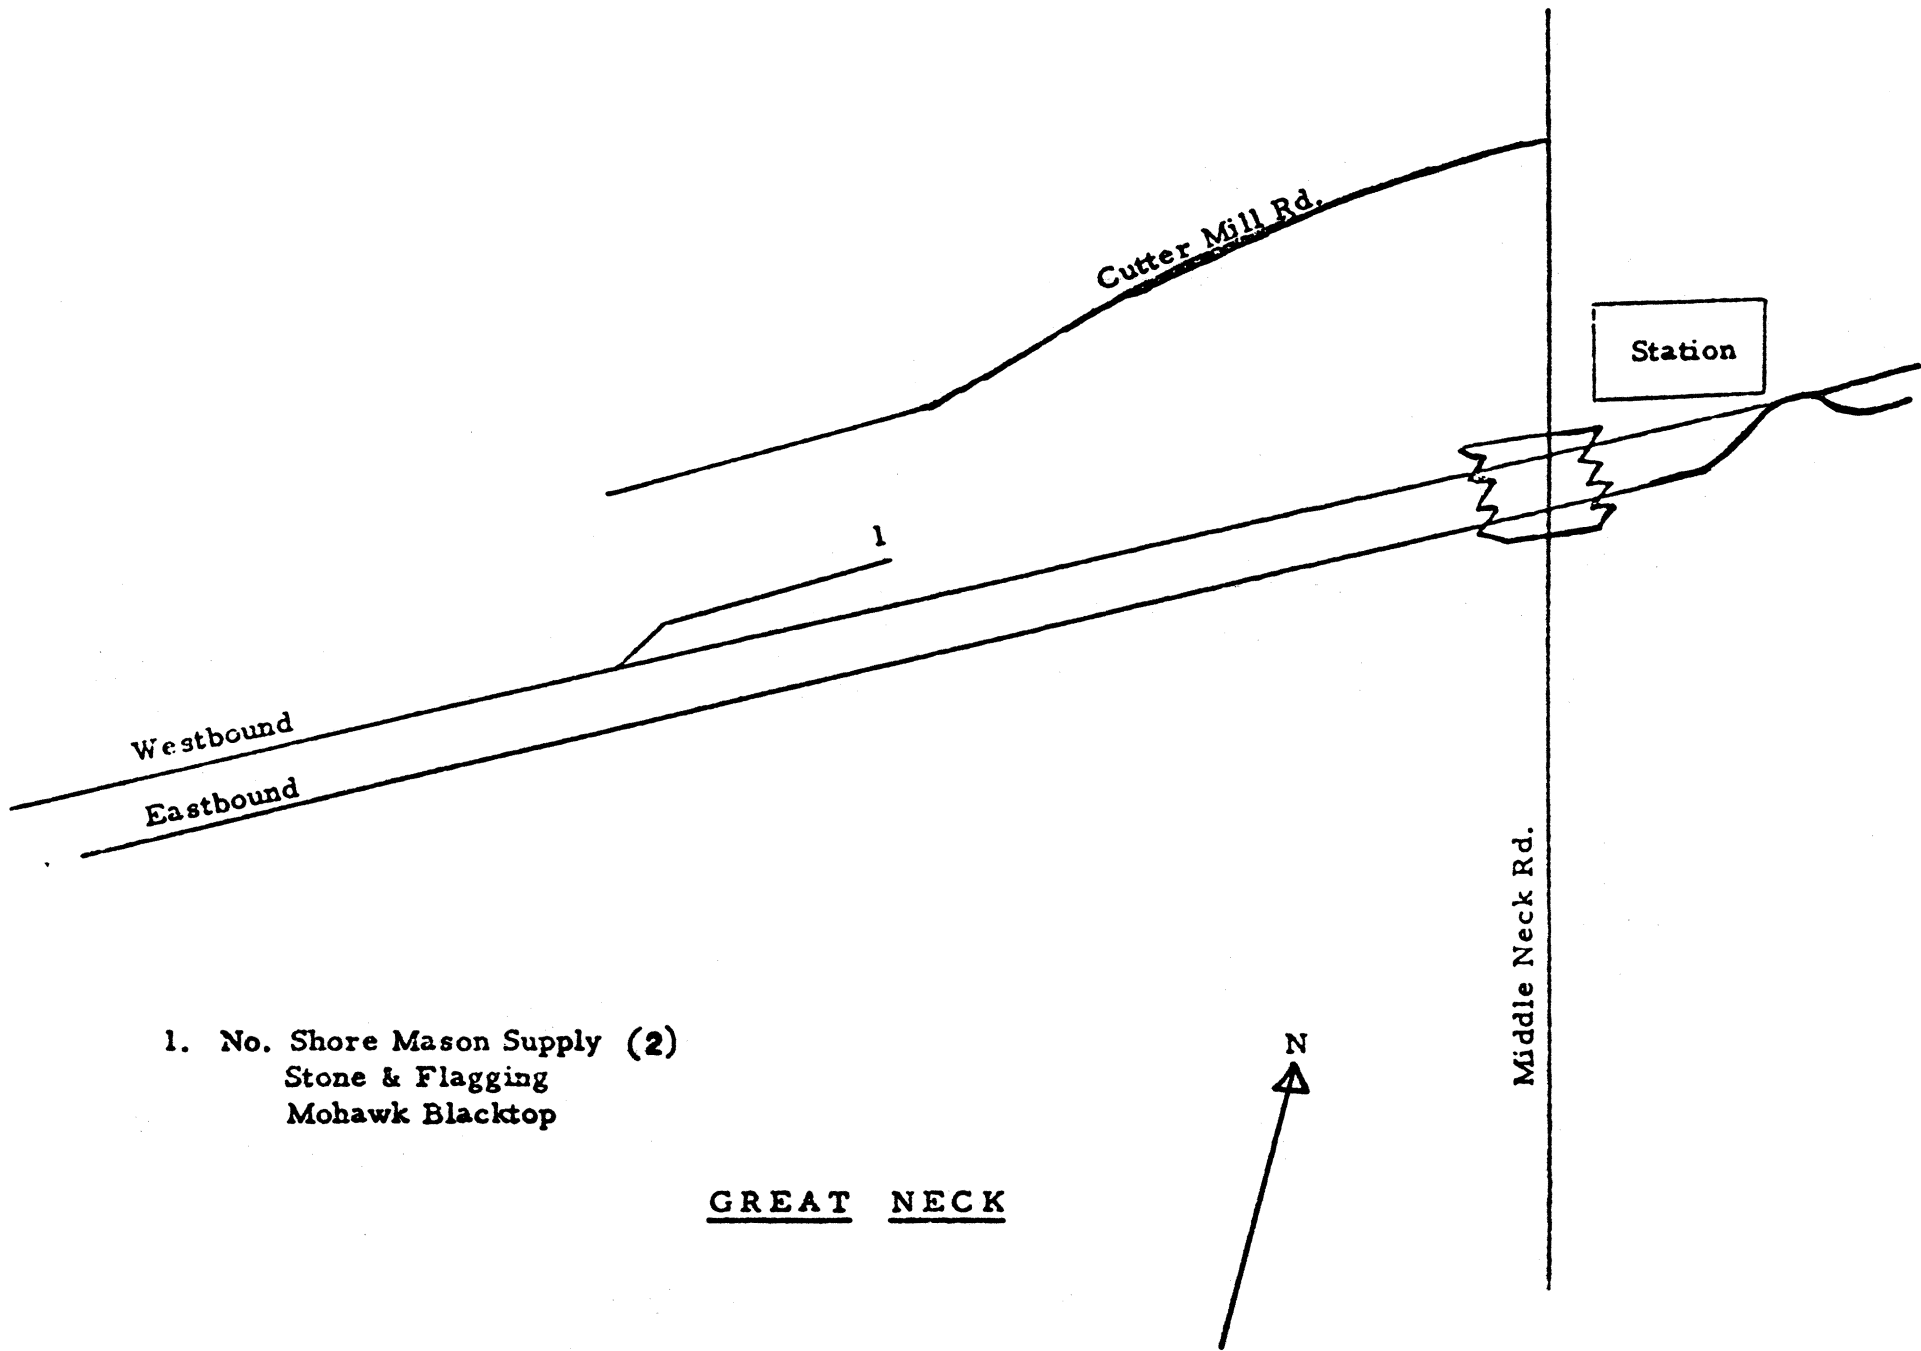 Cutter Mill Rd.
Station
1
Westbound
Eastbound
Middle Neck Rd.
1. No. Shore Mason Supply (2)
Stone & Flagging
Mohawk Blacktop
N
GREAT NECK